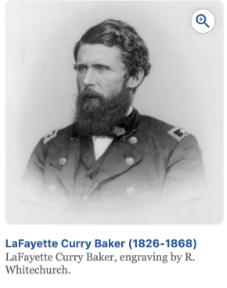 LaFayette Curry Baker (1826-1868)
LaFayette Curry Baker, engraving by R.
Whitechurch.